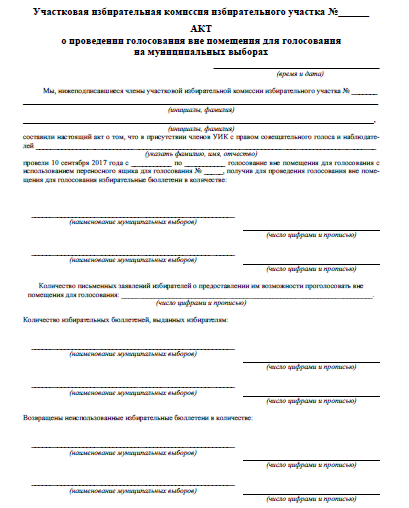 Участковая избирательная комиссия избирательного участка №______
АКТ
о проведении голосования вне помещения для голосования
на муниципальных выборах
(время и дата)
Мы, нижеподписавшиеся члены участковой избирательной комиссии избирательного участка № _______
(инициалы, фамилия)
,
(инициалы, фамилия)
составили настоящий акт о том, что в присутствии членов УИК с правом совещательного голоса и наблюдате-
лей
(указать фамилию, имя, отчество)
провели 10 сентября 2017 года с __________ по __________ голосование вне помещения для голосования с
использованием переносного ящика для голосования № _____, получив для проведения голосования вне поме-
щения для голосования избирательные бюллетени в количестве:
(наименование муниципальных выборов)
(число цифрами и прописью)
(наименование муниципальных выборов)
(число цифрами и прописью)
Количество письменных заявлений избирателей о предоставлении им возможности проголосовать вне
помещения для голосования: ______________________________.
(число цифрами и прописью)
Количество избирательных бюллетеней, выданных избирателям:
(наименование муниципальных выборов)
(число цифрами и прописью)
(наименование муниципальных выборов)
(число цифрами и прописью)
Возвращены неиспользованные избирательные бюллетени в количестве:
(наименование муниципальных выборов)
(число цифрами и прописью)
(наименование муниципальных выборов)
(число цифрами и прописью)